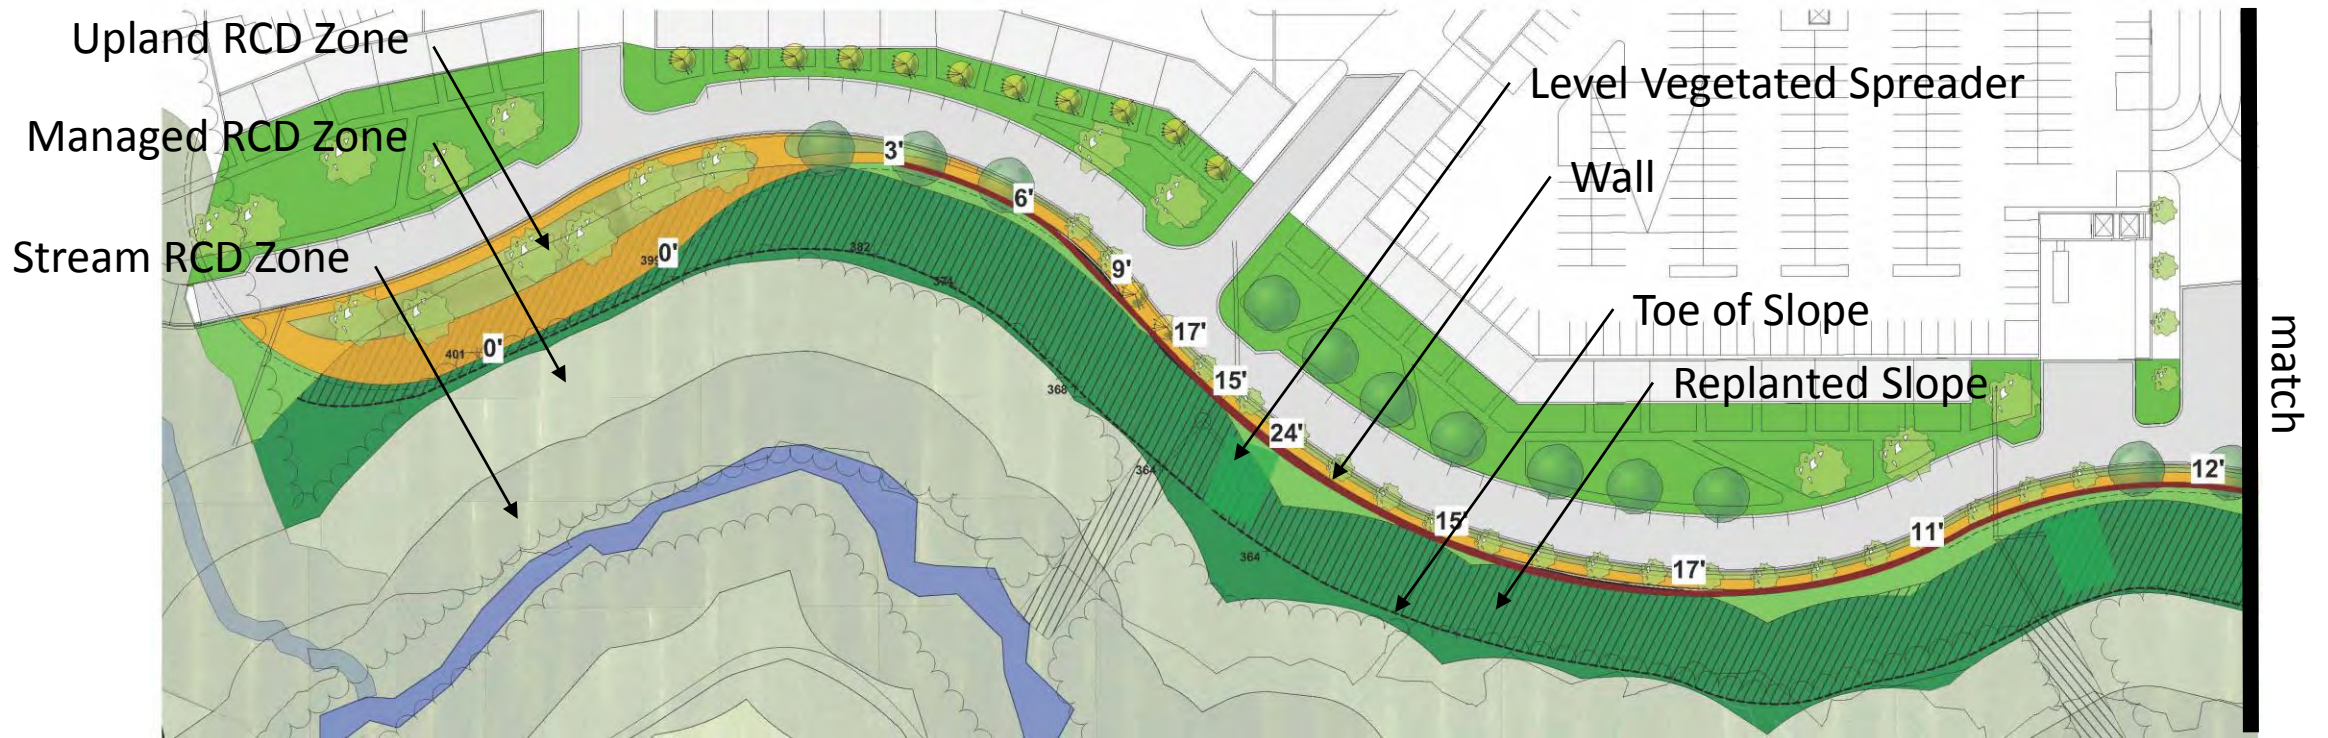 Upland RCD Zone
Managed RCD Zone
Stream RCD Zone
Level Vegetated Spreader
Wall
Toe of Slope
Replanted Slope
match
3'
6'
9'
17'
15'
24'
15'
17'
11'
12'
0'
0'
401
382
368
364
364